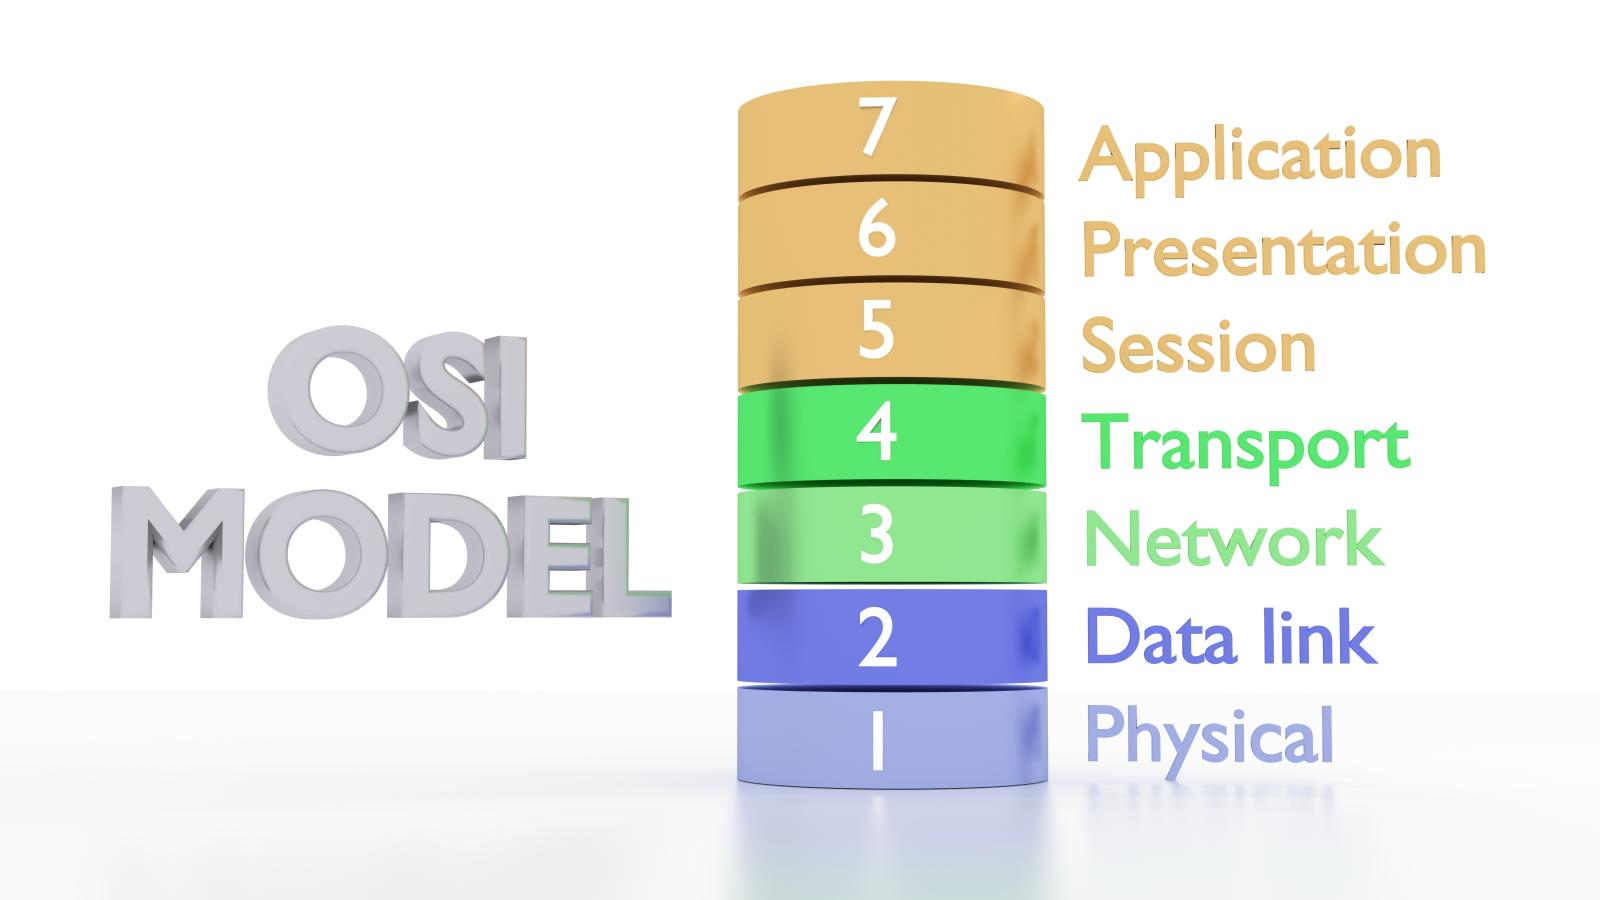 OSI
MODEL
7 Application
6 Presentation
5 Session
4 Transport
3 Network
2 Data link
1 Physical